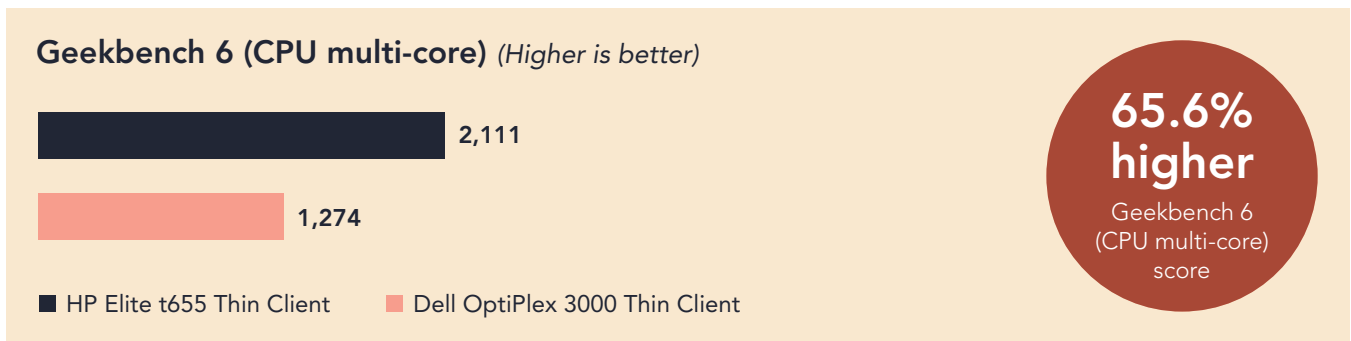 Geekbench 6 (CPU multi-core) (Higher is better)
2,111
1,274
HP Elite t655 Thin Client
Dell OptiPlex 3000 Thin Client
65.6%
higher
Geekbench 6
(CPU multi-core)
score